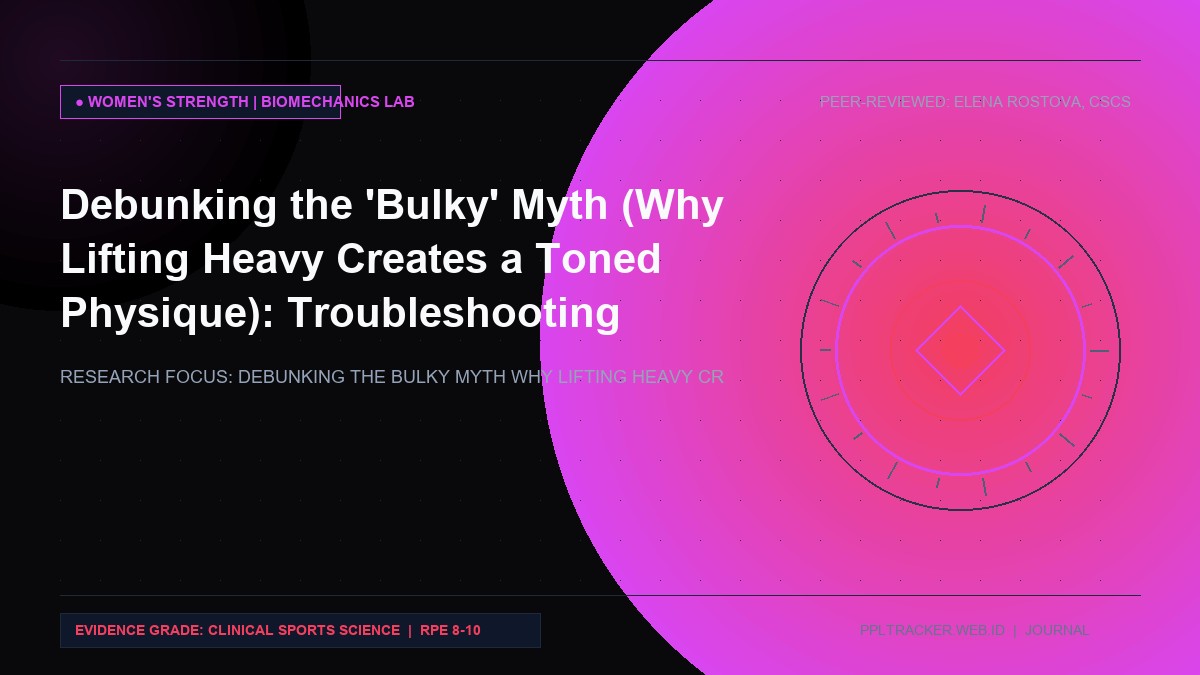 ● WOMEN'S STRENGTH | BIOMECHANICS LAB
PEER-REVIEWED: ELENA ROSTOVA, CSCS
Debunking the 'Bulky' Myth (Why
Lifting Heavy Creates a Toned
Physique): Troubleshooting
RESEARCH FOCUS: DEBUNKING THE BULKY MYTH WHY LIFTING HEAVY CR
EVIDENCE GRADE: CLINICAL SPORTS SCIENCE | RPE 8-10
PPLTRACKER.WEB.ID | JOURNAL